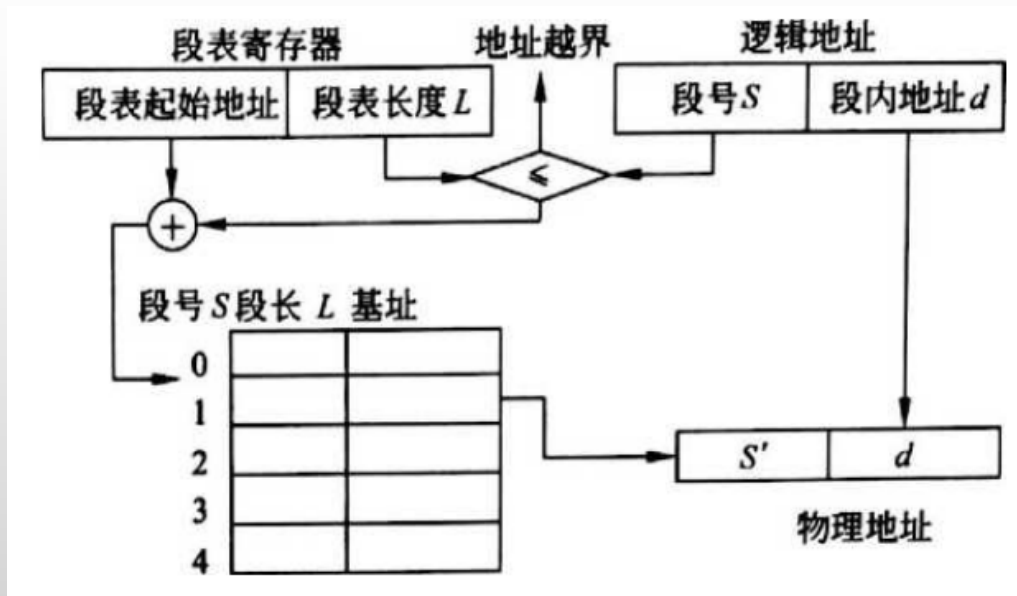 段表寄存器
地址越界
逻辑地址
段表起始地址
段表长度L
段号S
段内地址d
≤
+
段号S段长 L 基址
0
1
2
3
4
S'
d
物理地址